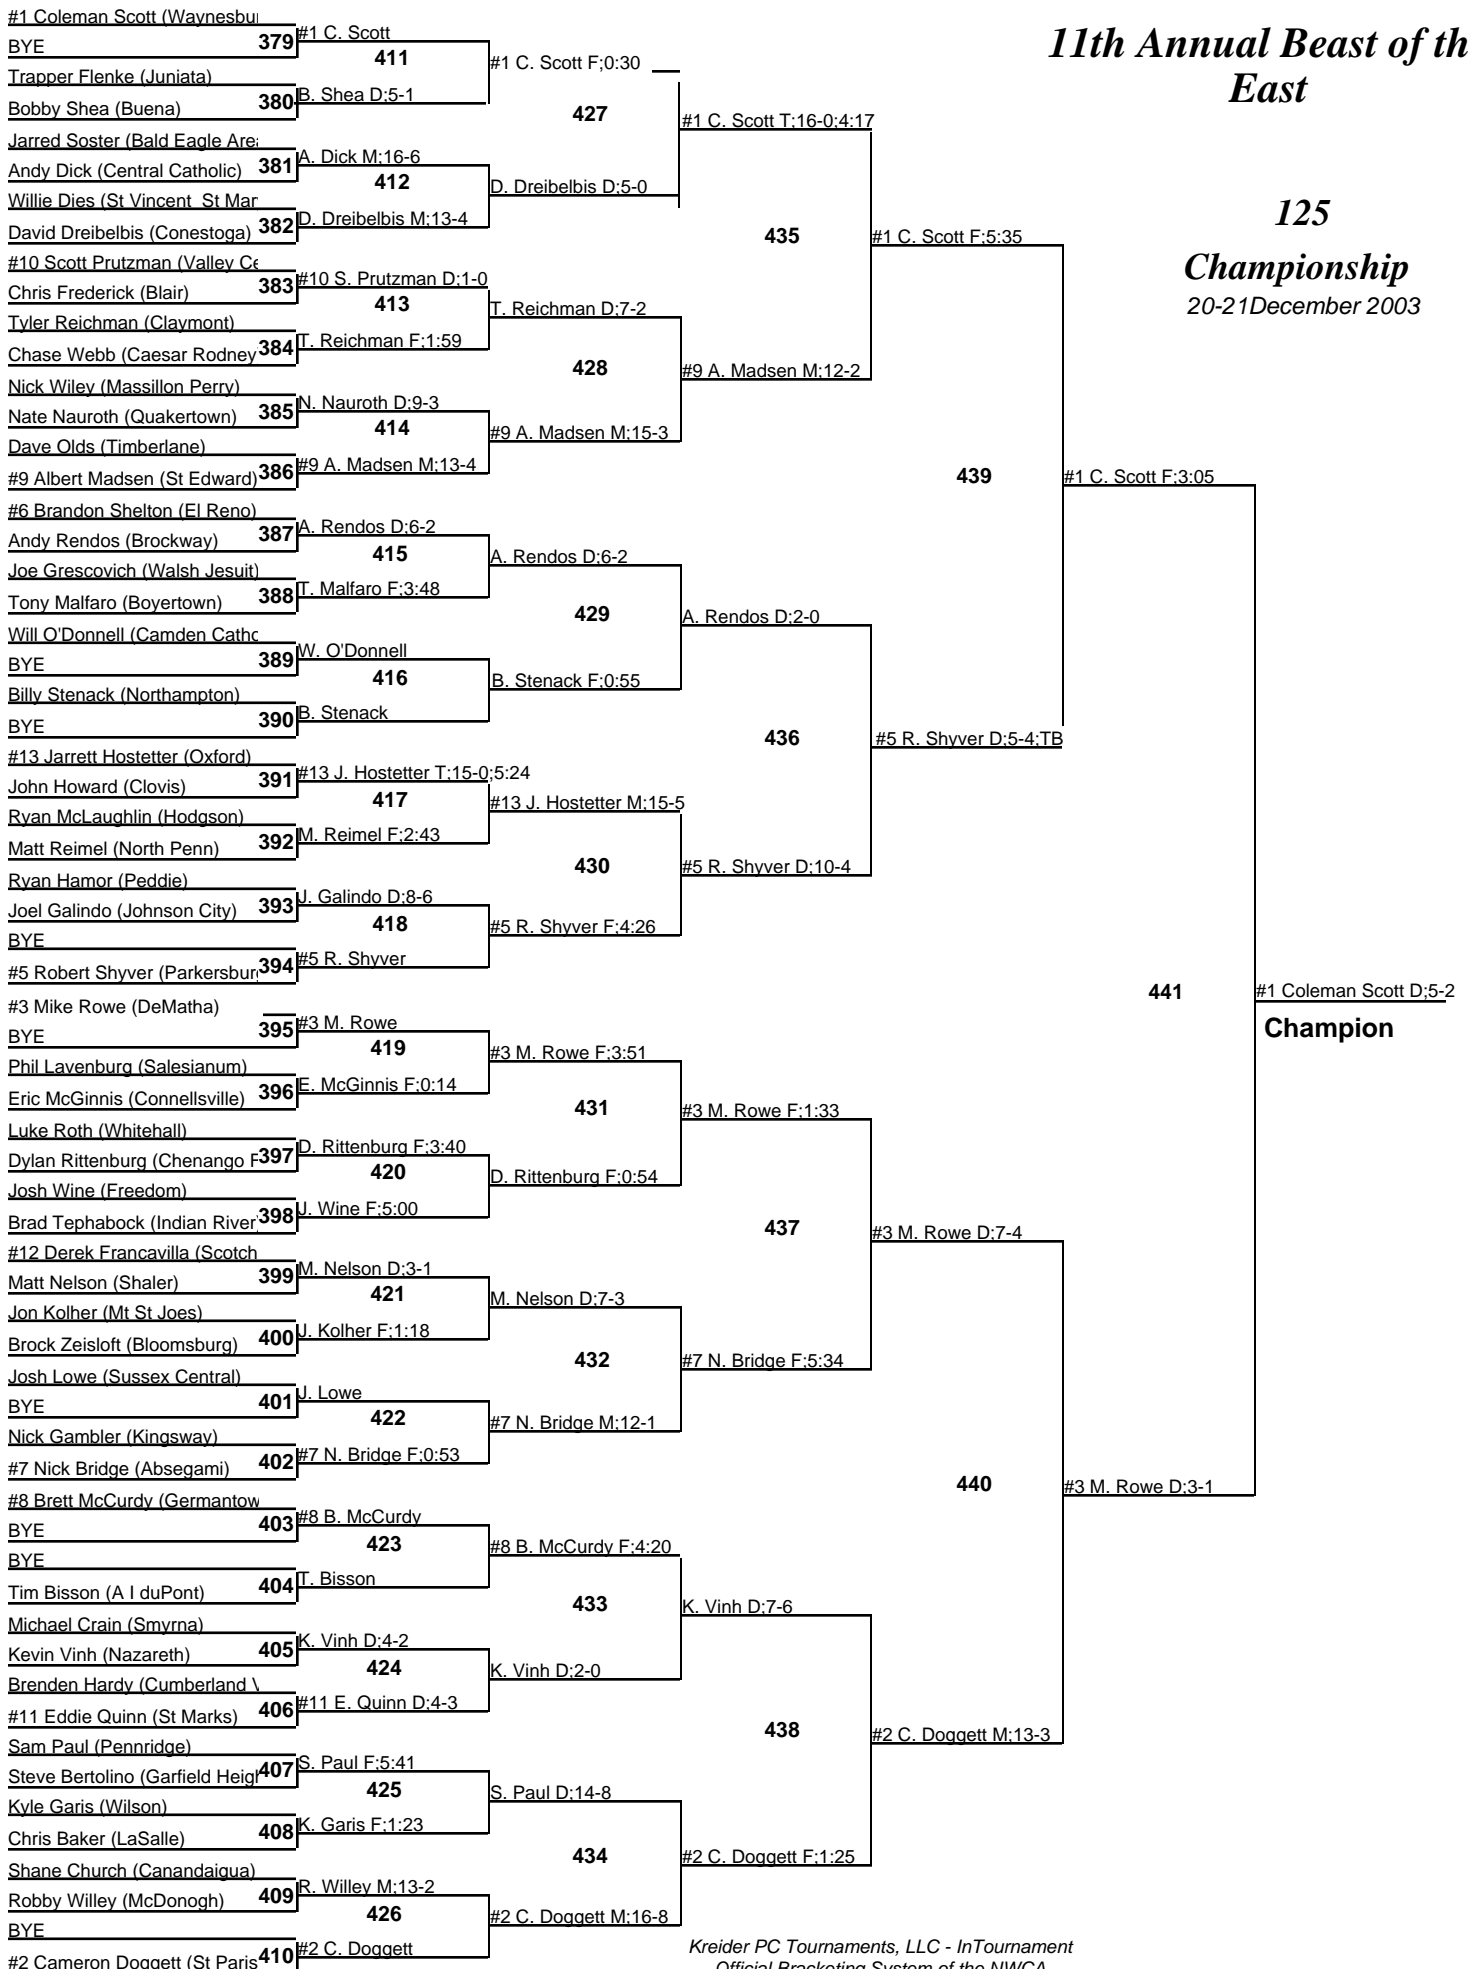 11th Annual Beast of th
East
125
Championship
20-21December 2003
#1 Coleman Scott (Waynesbu
BYE
379
Trapper Flenke (Juniata)
Bobby Shea (Buena)
380
Jarred Soster (Bald Eagle Area
Andy Dick (Central Catholic)
381
Willie Dies (St Vincent St Mar
David Dreibelbis (Conestoga)
382
#10 Scott Prutzman (Valley Ce
Chris Frederick (Blair)
383
Tyler Reichman (Claymont)
Chase Webb (Caesar Rodney
384
Nick Wiley (Massillon Perry)
Nate Nauroth (Quakertown)
385
Dave Olds (Timberlane)
#9 Albert Madsen (St Edward)
386
#6 Brandon Shelton (El Reno)
Andy Rendos (Brockway)
387
Joe Grescovich (Walsh Jesuit)
Tony Malfaro (Boyertown)
388
Will O'Donnell (Camden Catho
BYE
389
Billy Stenack (Northampton)
BYE
390
#13 Jarrett Hostetter (Oxford)
John Howard (Clovis)
391
Ryan McLaughlin (Hodgson)
Matt Reimel (North Penn)
392
Ryan Hamor (Peddie)
Joel Galindo (Johnson City)
393
BYE
#5 Robert Shyver (Parkersbur
394
#3 Mike Rowe (DeMatha)
BYE
395
Phil Lavenburg (Salesianum)
Eric McGinnis (Connellsville)
396
Luke Roth (Whitehall)
Dylan Rittenburg (Chenango F
397
Josh Wine (Freedom)
Brad Tephabock (Indian River
398
#12 Derek Francavilla (Scotch
Matt Nelson (Shaler)
399
Jon Kolher (Mt St Joes)
Brock Zeisloft (Bloomsburg)
400
Josh Lowe (Sussex Central)
BYE
401
Nick Gambler (Kingsway)
#7 Nick Bridge (Absegami)
402
#8 Brett McCurdy (Germantow
BYE
403
BYE
Tim Bisson (A I duPont)
404
Michael Crain (Smyrna)
Kevin Vinh (Nazareth)
405
Brenden Hardy (Cumberland V
#11 Eddie Quinn (St Marks)
406
Sam Paul (Pennridge)
Steve Bertolino (Garfield Heigh
407
Kyle Garis (Wilson)
Chris Baker (LaSalle)
408
Shane Church (Canandaigua)
Robby Willey (McDonogh)
409
BYE
#2 Cameron Doggett (St Paris
410
#1 C. Scott
411
B. Shea D;5-1
A. Dick M;16-6
412
D. Dreibelbis M;13-4
#10 S. Prutzman D;1-0
413
T. Reichman F;1:59
N. Nauroth D;9-3
414
#9 A. Madsen M;13-4
A. Rendos D;6-2
415
T. Malfaro F;3:48
W. O'Donnell
416
B. Stenack
#13 J. Hostetter T;15-0;5:24
417
M. Reimel F;2:43
J. Galindo D;8-6
418
#5 R. Shyver
#3 M. Rowe
419
E. McGinnis F;0:14
D. Rittenburg F;3:40
420
J. Wine F;5:00
M. Nelson D;3-1
421
J. Kolher F;1:18
J. Lowe
422
#7 N. Bridge F;0:53
#8 B. McCurdy
423
T. Bisson
K. Vinh D;4-2
424
#11 E. Quinn D;4-3
S. Paul F;5:41
425
K. Garis F;1:23
R. Willey M;13-2
426
#2 C. Doggett
#1 C. Scott F;0:30
427
D. Dreibelbis D;5-0
T. Reichman D;7-2
428
#9 A. Madsen M;15-3
A. Rendos D;6-2
429
B. Stenack F;0:55
#13 J. Hostetter M;15-5
430
#5 R. Shyver F;4:26
#3 M. Rowe F;3:51
431
D. Rittenburg F;0:54
M. Nelson D;7-3
432
#7 N. Bridge M;12-1
#8 B. McCurdy F;4:20
433
K. Vinh D;2-0
S. Paul D;14-8
434
#2 C. Doggett M;16-8
#1 C. Scott T;16-0;4:17
435
#9 A. Madsen M;12-2
A. Rendos D;2-0
436
#5 R. Shyver D;10-4
#3 M. Rowe F;1:33
437
#7 N. Bridge F;5:34
K. Vinh D;7-6
438
#2 C. Doggett F;1:25
#1 C. Scott F;5:35
439
#5 R. Shyver D;5-4;TB
#3 M. Rowe D;7-4
440
#2 C. Doggett M;13-3
#1 C. Scott F;3:05
441
#3 M. Rowe D;3-1
#1 Coleman Scott D;5-2
Champion
Kreider PC Tournaments, LLC - InTournament
Official Bracketing System of the NWCA